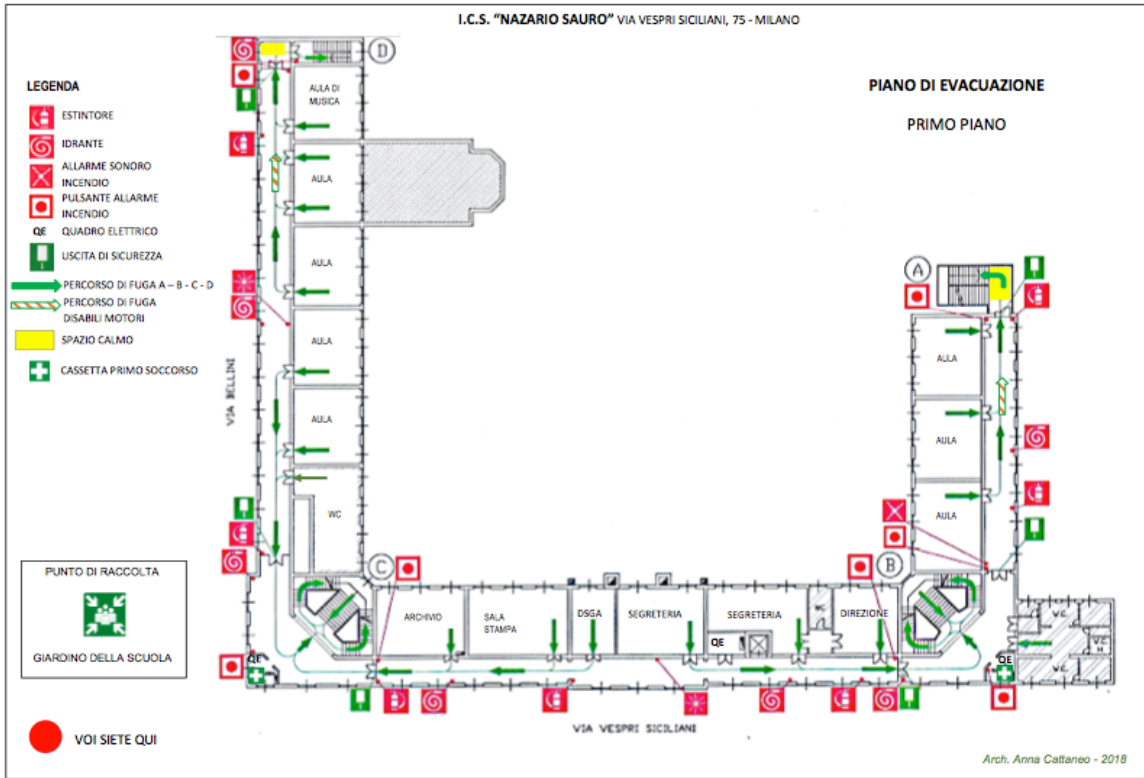 I.C.S. “NAZARIO SAURO” VIA VESPRI SICILIANI, 75 - MILANO
PIANO DI EVACUAZIONE
PRIMO PIANO
LEGENDA
ESTINTORE
IDRANTE
ALLARME SONORO
INCENDIO
PULSANTE ALLARME
INCENDIO
QE QUADRO ELETTRICO
USCITA DI SICUREZZA
PERCORSO DI FUGA A – B - C - D
PERCORSO DI FUGA
DISABILI MOTORI
SPAZIO CALMO
CASSETTA PRIMO SOCCORSO
D
AULA DI
MUSICA
AULA
AULA
AULA
AULA
WC
VIA BELLINI
A
AULA
AULA
AULA
C
B
ARCHIVIO
SALA
STAMPA
DSGA
SEGRETERIA
SEGRETERIA
QE
WC
DIREZIONE
QE
QE
W.C.
W.C.
W.C.
H
W.C.
VIA VESPRI SICILIANI
PUNTO DI RACCOLTA
GIARDINO DELLA SCUOLA
VOI SIETE QUI
Arch. Anna Cattaneo - 2018